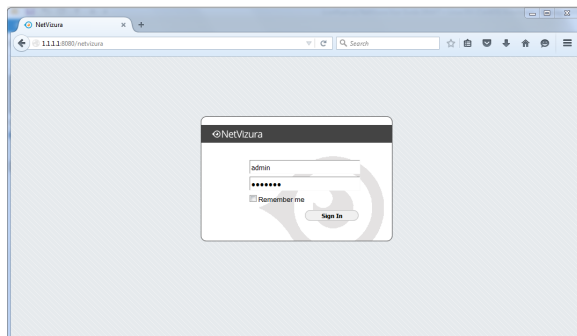 NetVizura
1.1.1.1:8080/netvizura
Search
NetVizura
admin
•••••••
Remember me
Sign In